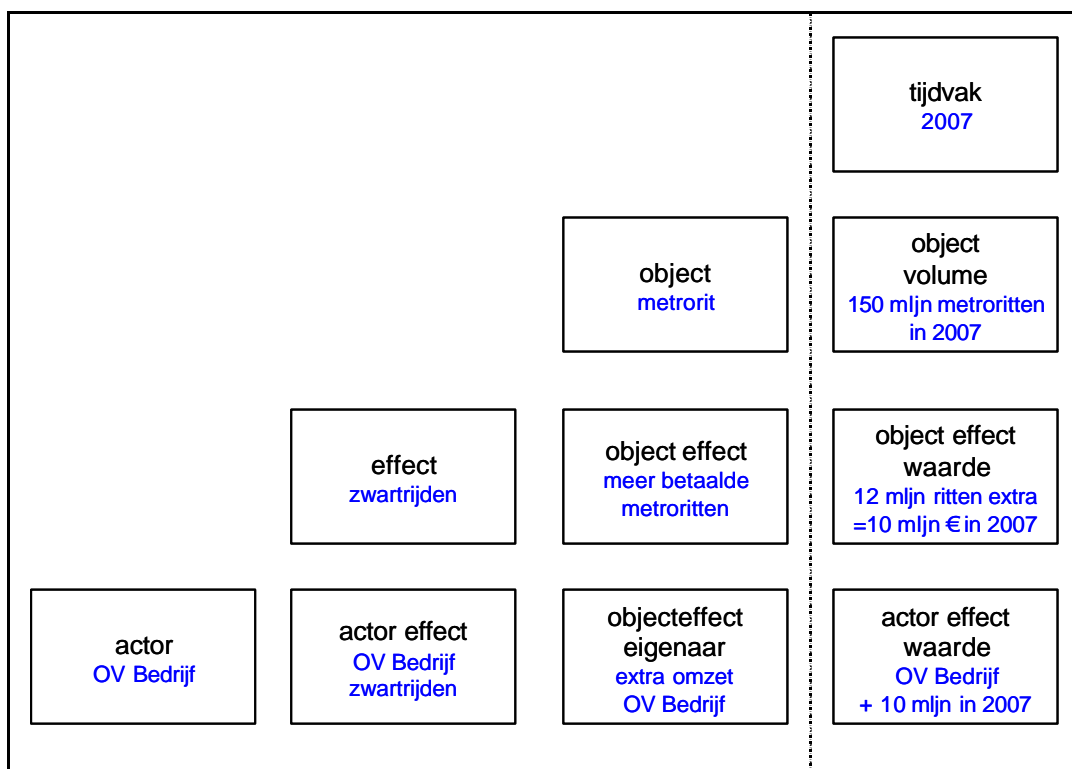 tijdvak
2007
object
metrorit
object
volume
150 mljn metroritten
in 2007
effect
zwartrijden
object effect
meer betaalde
metroritten
object effect
waarde
12 mljn ritten extra
=10 mljn € in 2007
actor
OV Bedrijf
actor effect
OV Bedrijf
zwartrijden
objecteffect
eigenaar
extra omzet
OV Bedrijf
actor effect
waarde
OV Bedrijf
+ 10 mljn in 2007